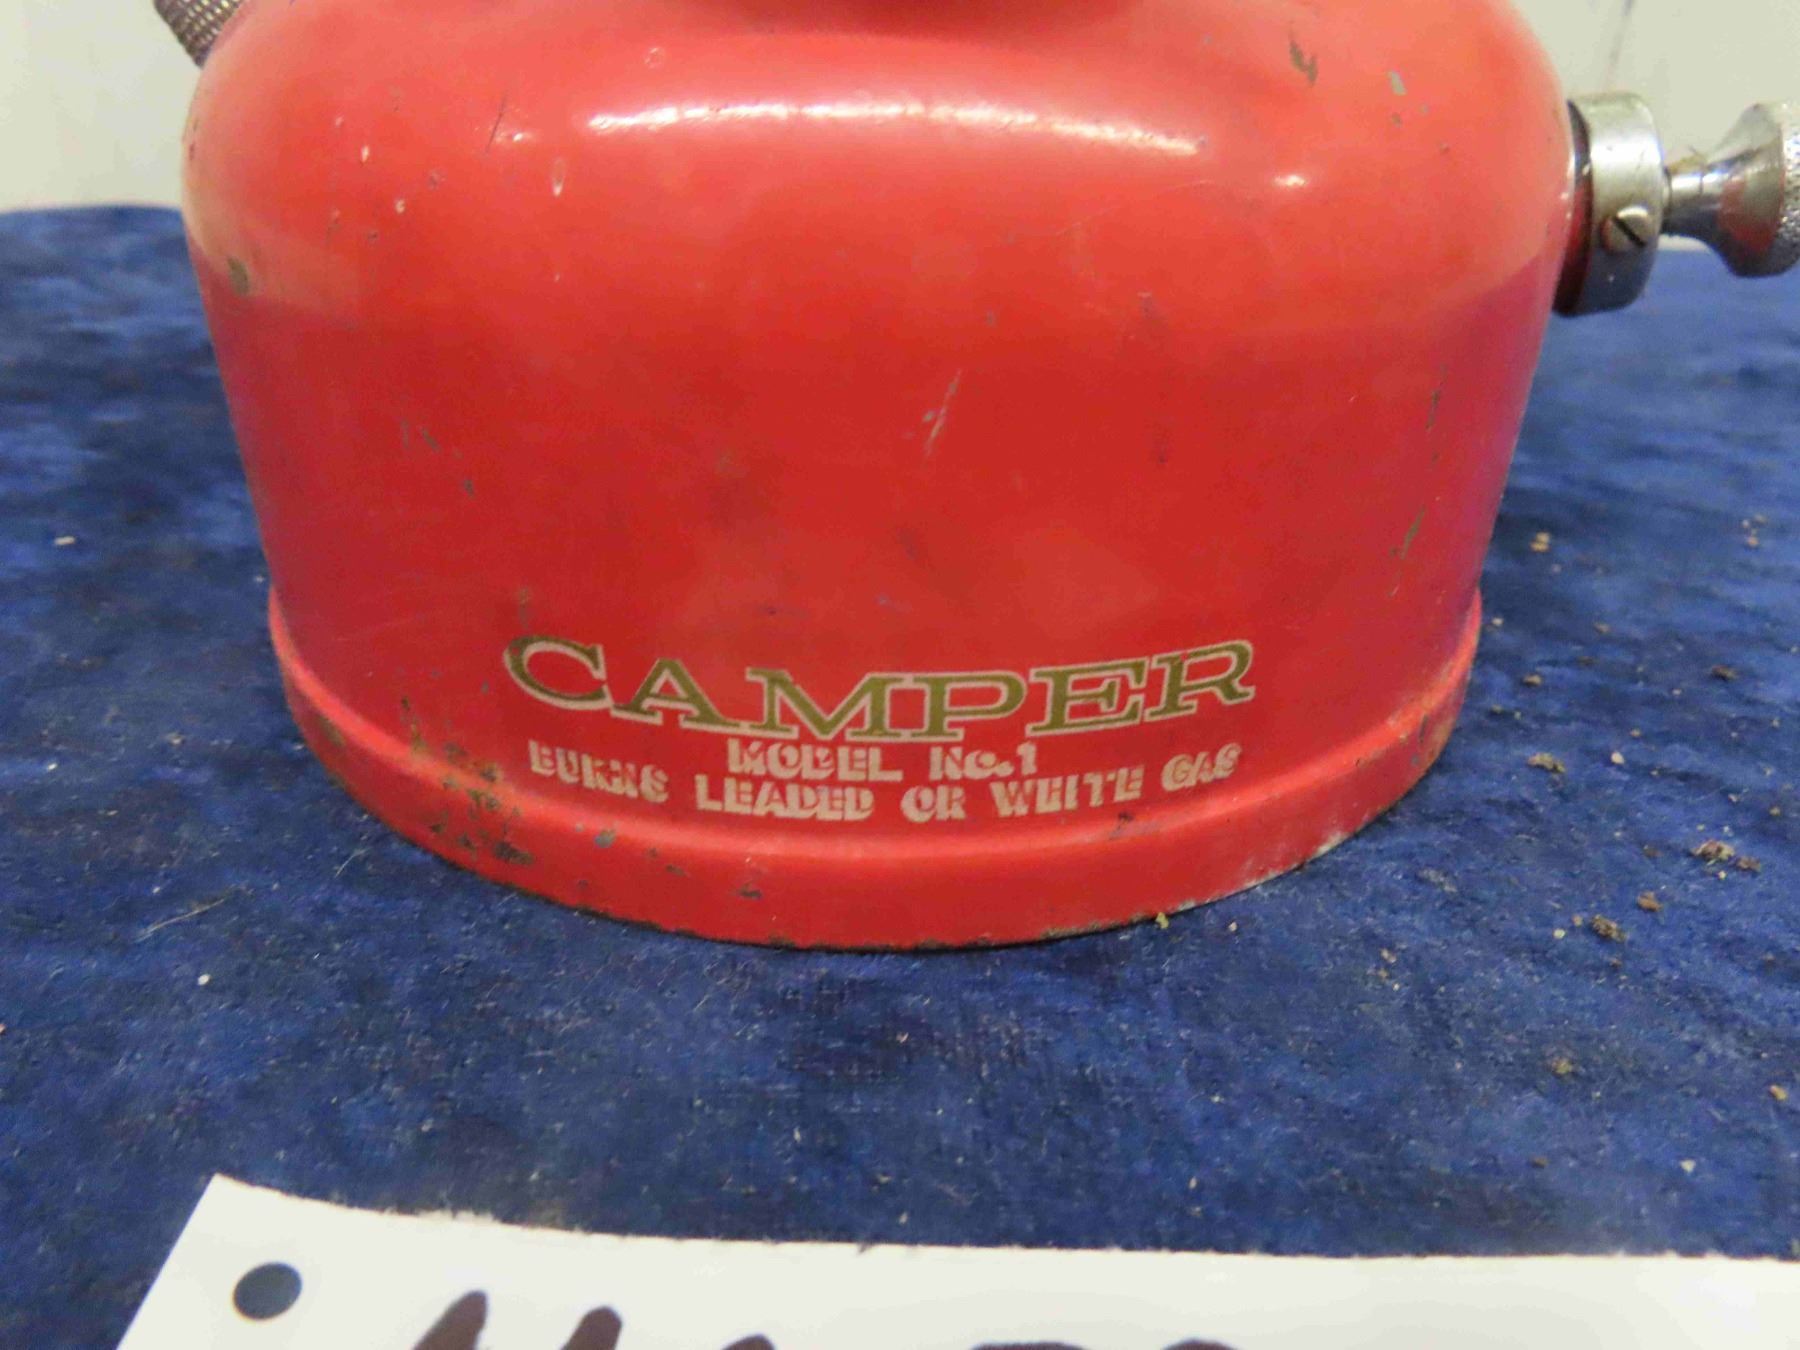 CAMPER
MODEL No.1
BURNS LEADED OR WHITE GAS